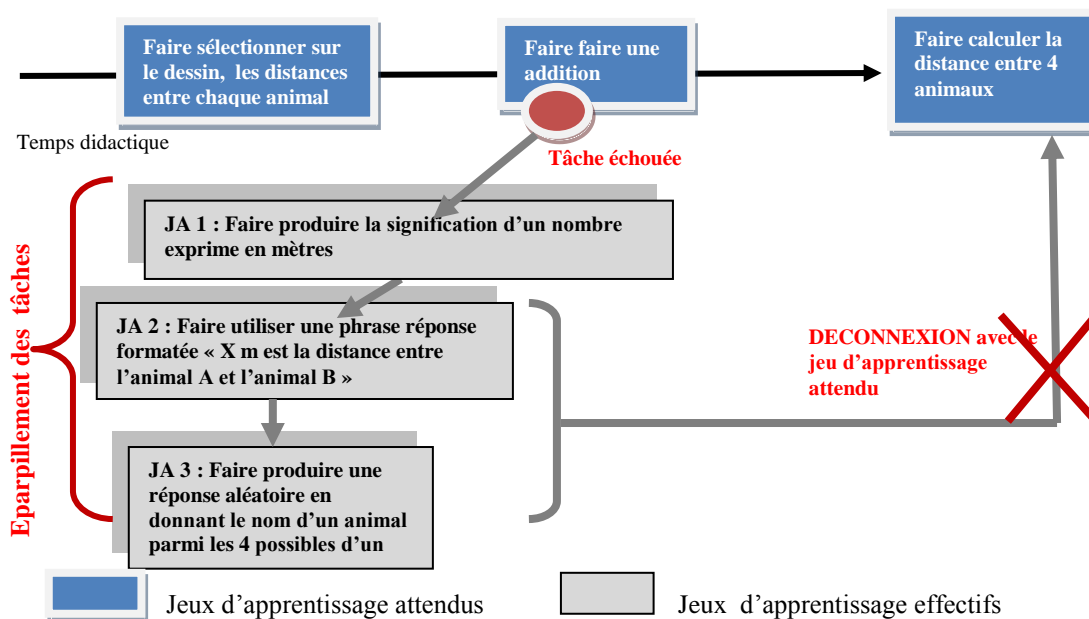 Faire sélectionner sur
le dessin, les distances
entre chaque animal
Faire faire une
addition
Faire calculer la
distance entre 4
animaux
Temps didactique
Tâche échouée
Eparpillement des tâches
JA 1 : Faire produire la signification d’un nombre
exprime en mètres
JA 2 : Faire utiliser une phrase réponse
formatée « X m est la distance entre
l’animal A et l’animal B »
JA 3 : Faire produire une
réponse aléatoire en
donnant le nom d’un animal
parmi les 4 possibles d’un
DECONNEXION avec le
jeu d’apprentissage
attendu
Jeux d’apprentissage attendus
Jeux d’apprentissage effectifs